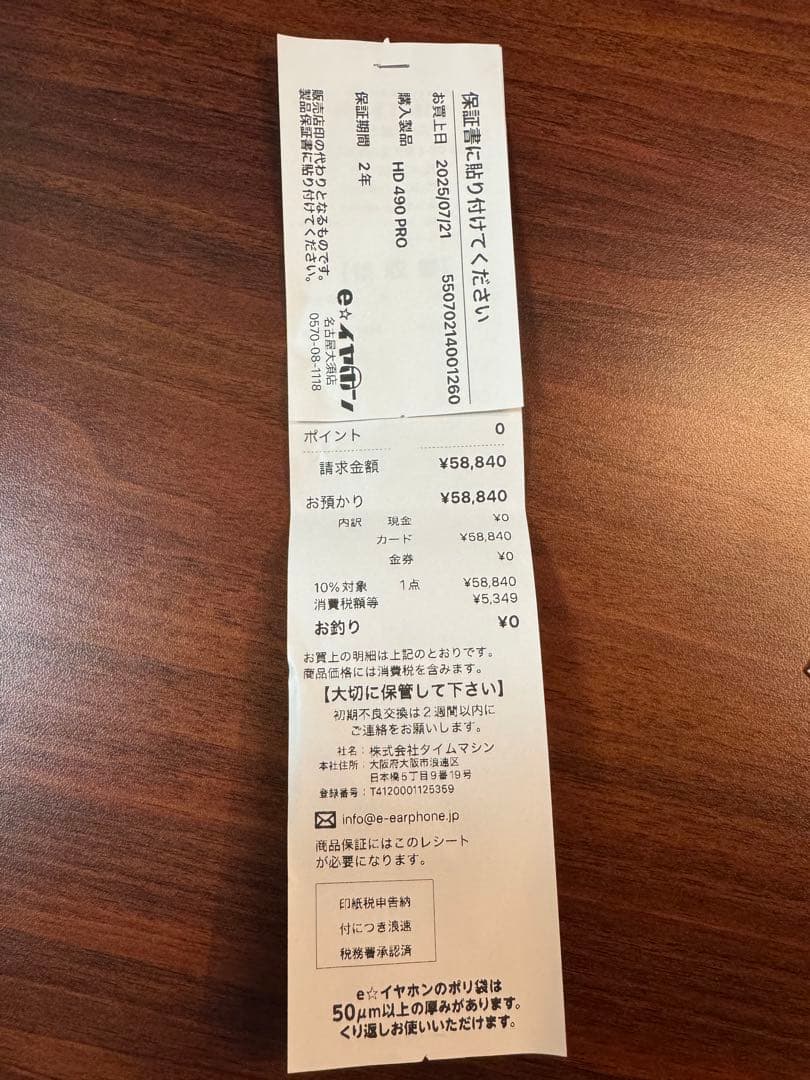 保証書に貼り付けてください
55070214001260
お買上日 2025/07/21
購入製品 HD 490 PRO
保証期間 2年
e☆イヤホン
名古屋大須店
0570-08-1118
販売店印の代わりとなるものです。
製品保証書に貼り付けてください。
ポイント 0
請求金額 ¥58,840
お預かり ¥58,840
内訳 現金 ¥0
カード ¥58,840
金券 ¥0
10%対象 1点 ¥58,840
消費税額等 ¥5,349
お釣り ¥0
お買上の明細は上記のとおりです。
商品価格には消費税を含みます。
【大切に保管して下さい】
初期不良交換は2週間以内に
ご連絡をお願いします。
社名:株式会社タイムマシン
本社住所:大阪府大阪市浪速区
日本橋5丁目9番19号
登録番号:T4120001125359
info@e-earphone.jp
商品保証にはこのレシート
が必要になります。
印紙税申告納
付につき浪速
税務署承認済
e☆イヤホンのポリ袋は
50μm以上の厚みがあります。
くり返しお使いいただけます。